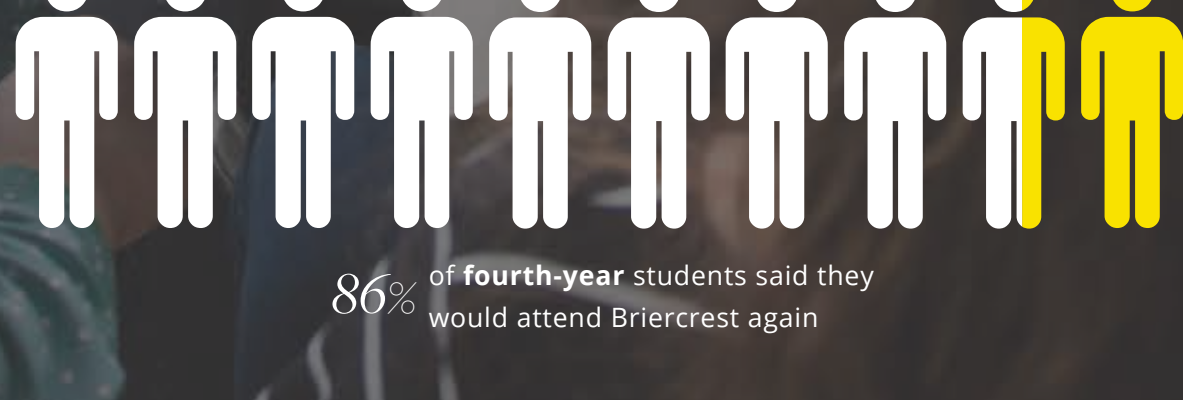 86% of fourth-year students said they
would attend Briercrest again